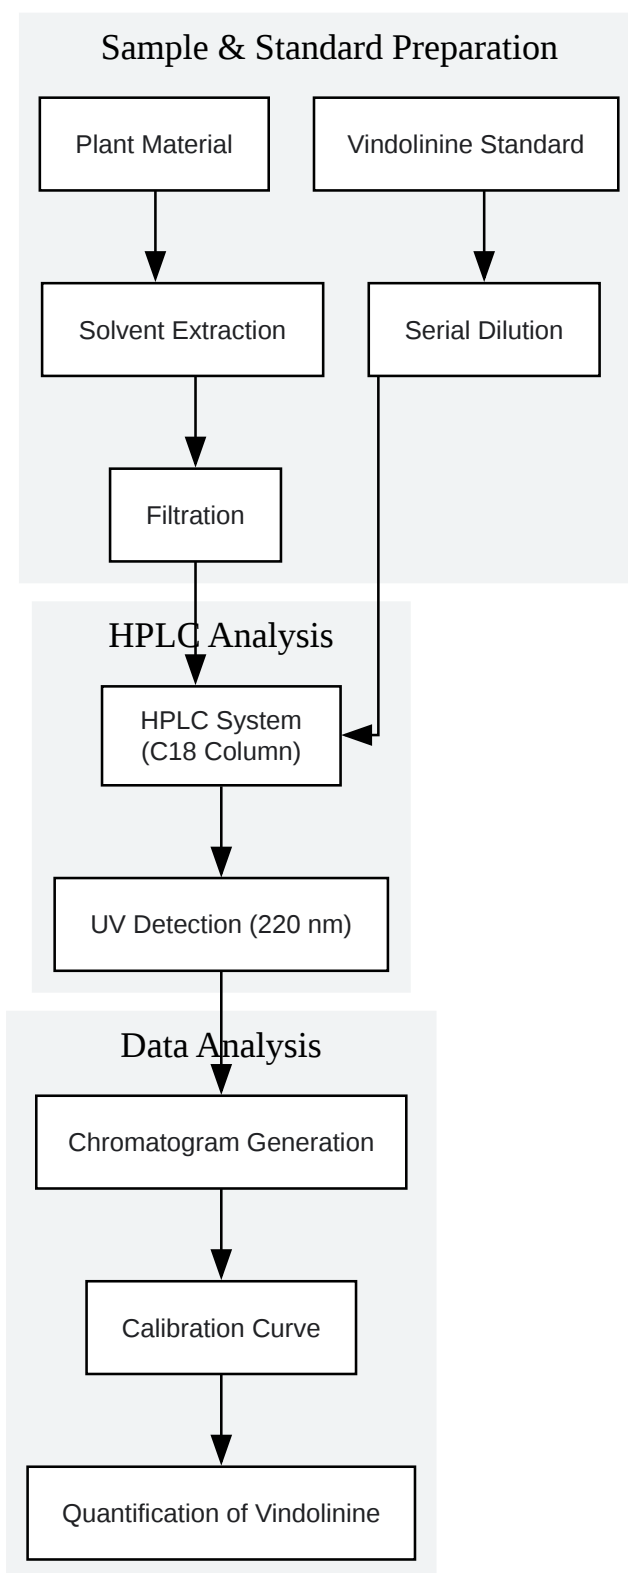 Sample & Standard Preparation
Plant Material
Vindolinine Standard
Solvent Extraction
Serial Dilution
Filtration
HPLC Analysis
HPLC System
(C18 Column)
UV Detection (220 nm)
Data Analysis
Chromatogram Generation
Calibration Curve
Quantification of Vindolinine